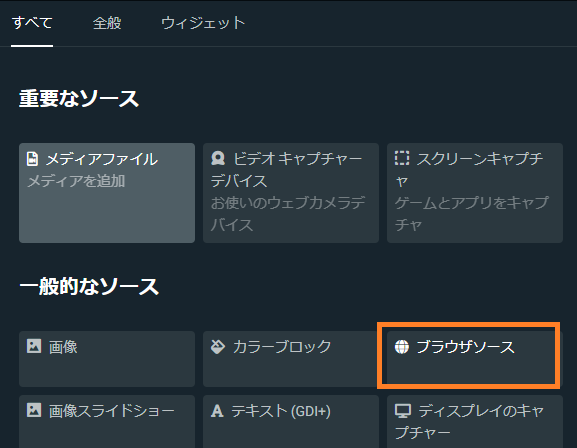 すべて 全般 ウィジェット
重要なソース
メディアファイル
メディアを追加
ビデオ キャプチャー
デバイス
お使いのウェブカメラデ
バイス
スクリーンキャプチ
ャ
ゲームとアプリをキャプ
チャ
一般的なソース
画像
カラーブロック
ブラウザソース
画像スライドショー
テキスト (GDI+)
ディスプレイのキャ
プチャー